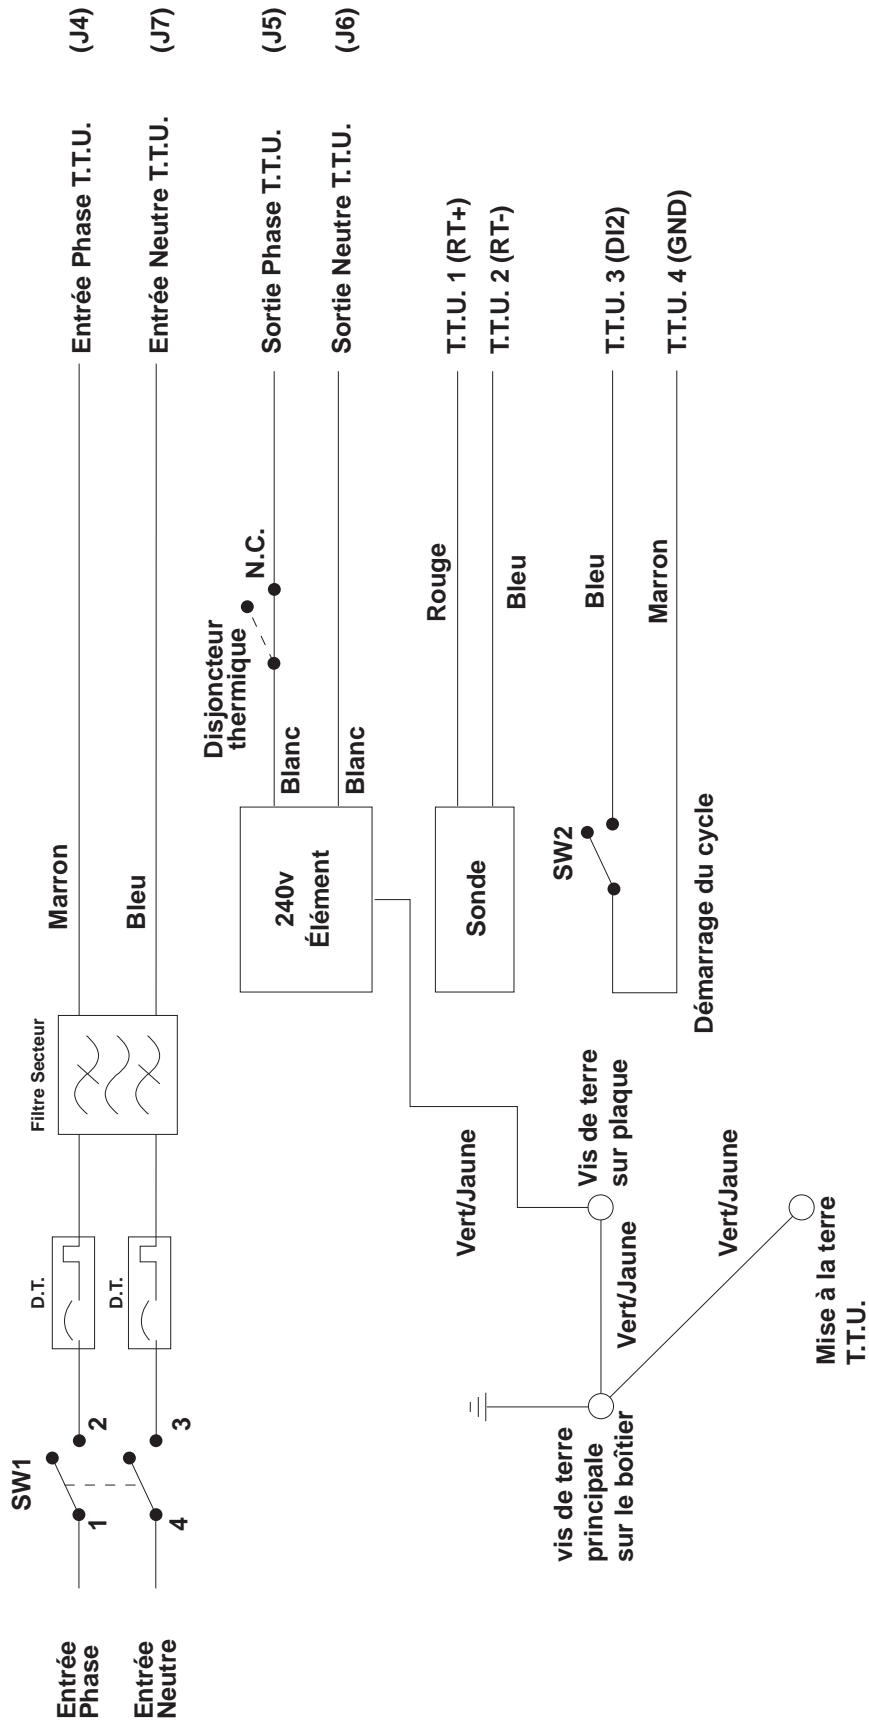 Entrée
Phase
Entrée
Neutre
SW1
1
2
4
3
D.T.
D.T.
Filtre Secteur
Marron
Bleu
Entrée Phase T.T.U.
(J4)
Entrée Neutre T.T.U.
(J7)
Disjoncteur
thermique
N.C.
Sortie Phase T.T.U.
(J5)
Sortie Neutre T.T.U.
(J6)
240v
Élément
Blanc
Blanc
Sonde
Rouge
Bleu
T.T.U. 1 (RT+)
T.T.U. 2 (RT-)
SW2
Bleu
Marron
T.T.U. 3 (DI2)
T.T.U. 4 (GND)
Démarrage du cycle
Vert/Jaune
Vis de terre
sur plaque
Vert/Jaune
vis de terre
principale
sur le boîtier
Vert/Jaune
Mise à la terre
T.T.U.